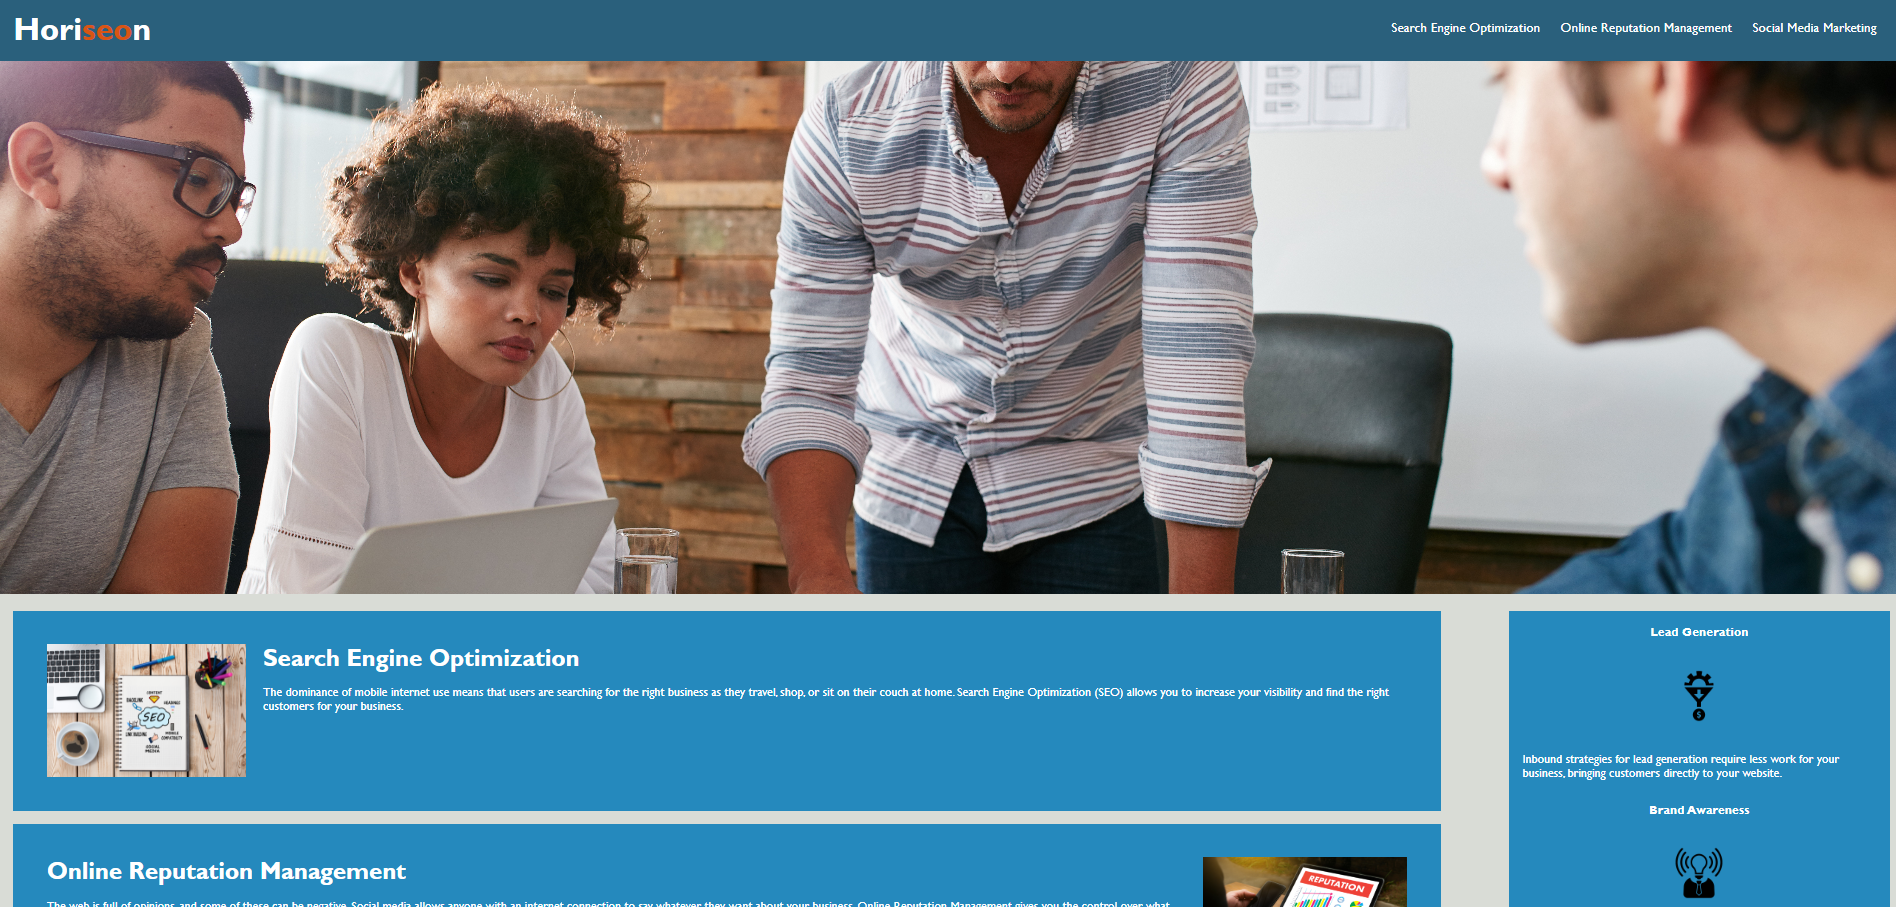 Horiseon
Search Engine Optimization
Online Reputation Management
Social Media Marketing
Search Engine Optimization
The dominance of mobile internet use means that users are searching for the right business as they travel, shop, or sit on their couch at home. Search Engine Optimization (SEO) allows you to increase your visibility and find the right
customers for your business.
SEO
SOCIAL
MEDIA
Lead Generation
Inbound strategies for lead generation require less work for your
business, bringing customers directly to your website.
Brand Awareness
Online Reputation Management
The web is full of opinions, and some of these can be negative. Social media allows anyone with an internet connection to say whatever they want about your business. Online Reputation Management gives you the control over what
REPUTATION